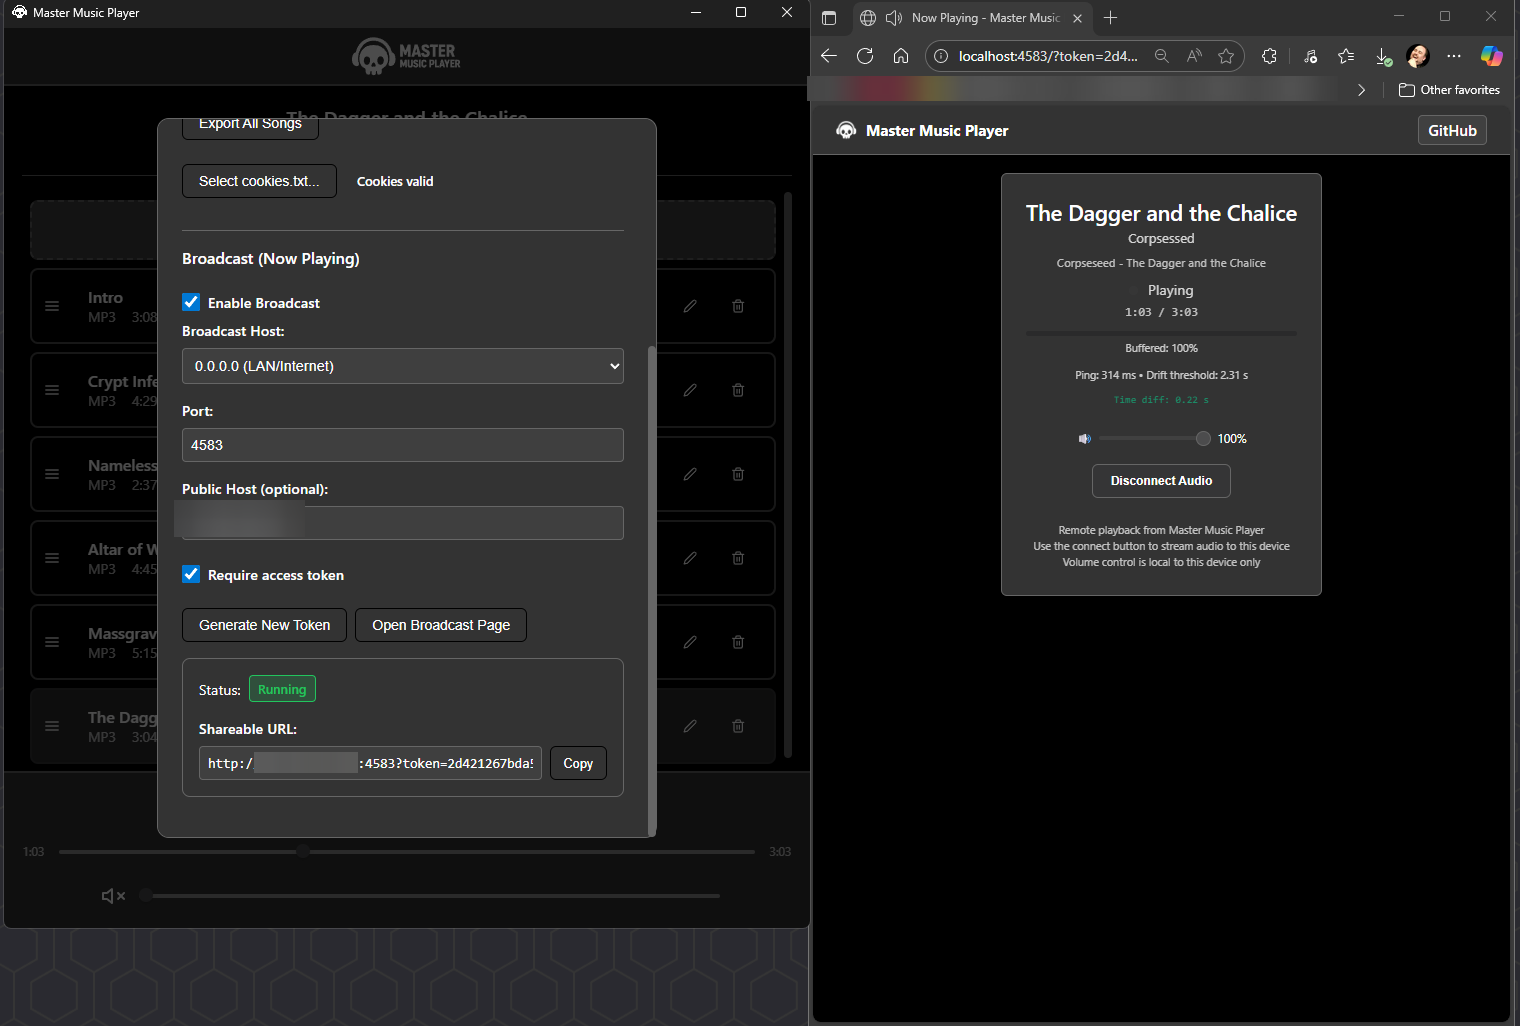 Master Music Player
MASTER
MUSIC PLAYER
The Dagger and the Chalice
Export All Songs
Select cookies.txt...
Cookies valid
Broadcast (Now Playing)
Enable Broadcast
Broadcast Host:
0.0.0.0 (LAN/Internet)
Port:
4583
Public Host (optional):
Require access token
Generate New Token
Open Broadcast Page
Status:
Running
Shareable URL:
http:/
:4583?token=2d421267bda5
Copy
Intro
MP3 3:08
Crypt Infe
MP3 4:29
Nameless
MP3 2:37
Altar of W
MP3 4:45
Massgrav
MP3 5:15
The Dagg
MP3 3:04
1:03
3:03
Now Playing - Master Music
localhost:4583/?token=2d4...
Other favorites
Master Music Player
GitHub
The Dagger and the Chalice
Corpsessed
Corpseseed - The Dagger and the Chalice
Playing
1:03 / 3:03
Buffered: 100%
Ping: 314 ms • Drift threshold: 2.31 s
Time diff: 0.22 s
100%
Disconnect Audio
Remote playback from Master Music Player
Use the connect button to stream audio to this device
Volume control is local to this device only